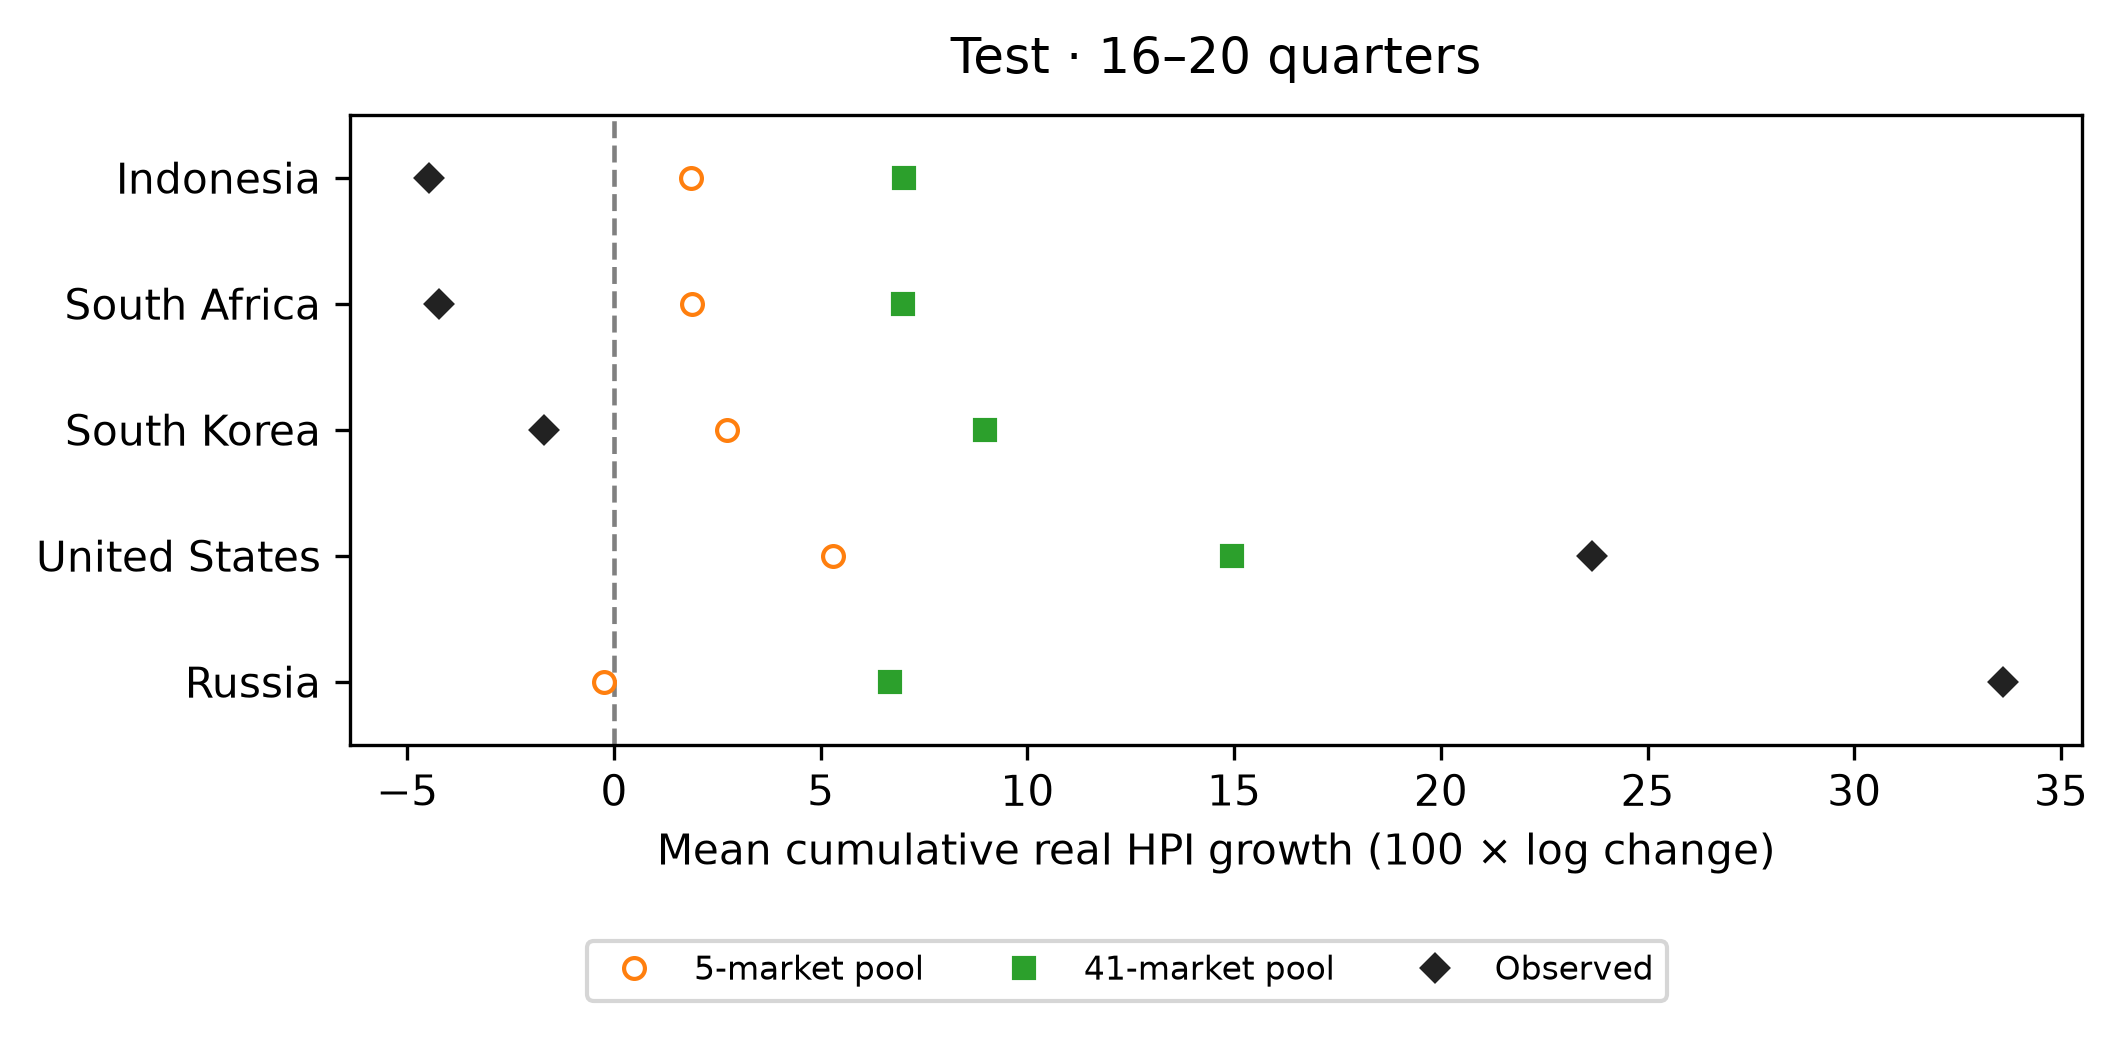 Test · 16–20 quarters
Indonesia
South Africa
South Korea
United States
Russia
−5 0 5 10 15 20 25 30 35
Mean cumulative real HPI growth (100 × log change)
5-market pool 41-market pool Observed